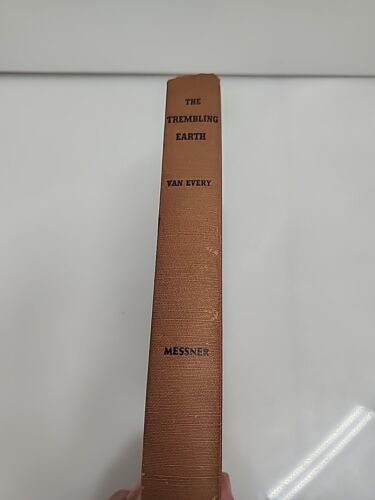 THE
TREMBLING
EARTH
VAN EVERY
MESSNER